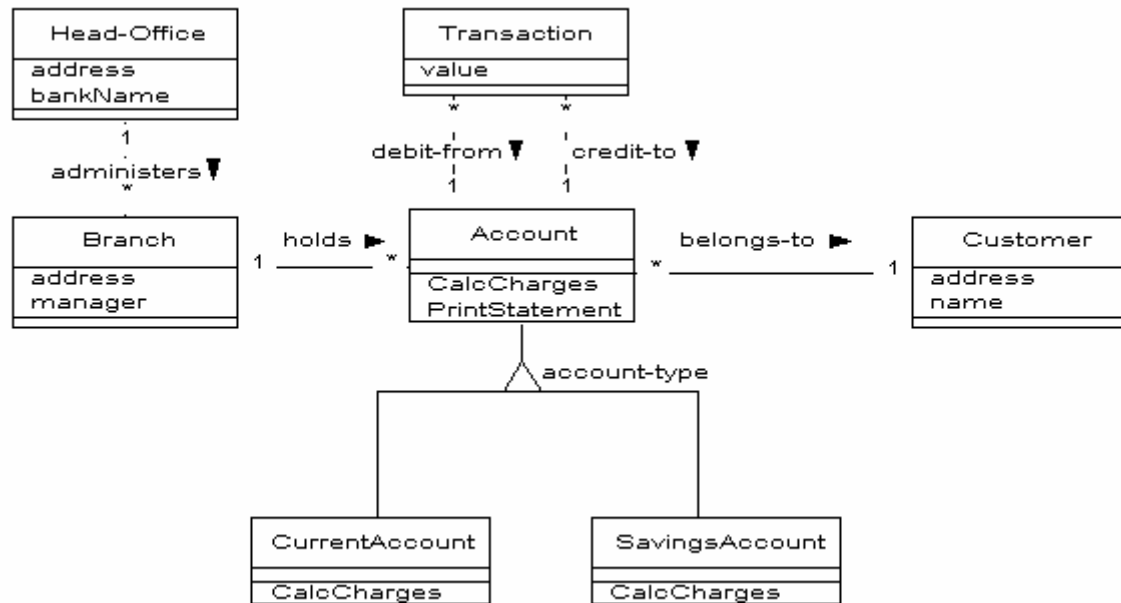 Head-Office
address
bankName
Transaction
value
1
administers
*
*
*
debit-from
credit-to
1
1
Branch
address
manager
1
holds
*
Account
CalcCharges
PrintStatement
belongs-to
*
1
Customer
address
name
account-type
CurrentAccount
CalcCharges
SavingsAccount
CalcCharges